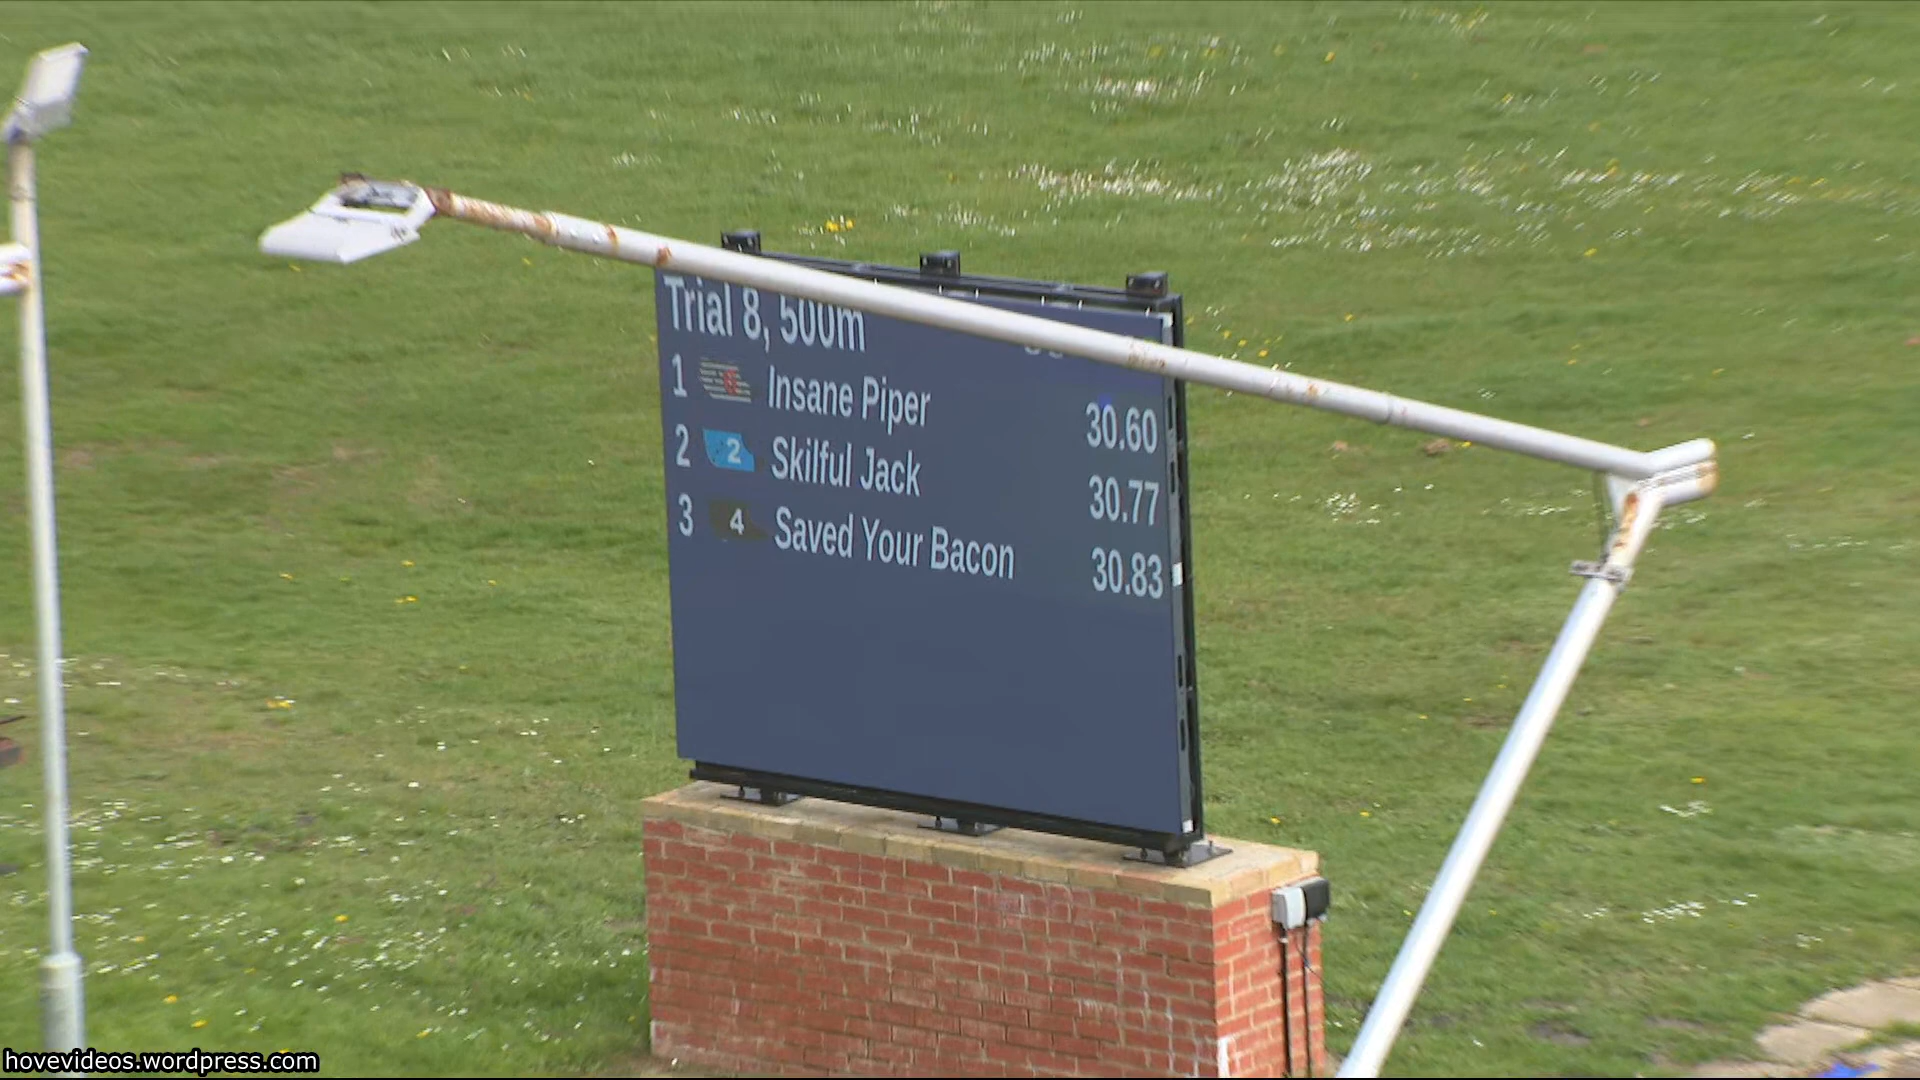 Trial 8, 500m
1 Insane Piper 30.60
2 2 Skilful Jack 30.77
3 4 Saved Your Bacon 30.83
hovevideos.wordpress.com